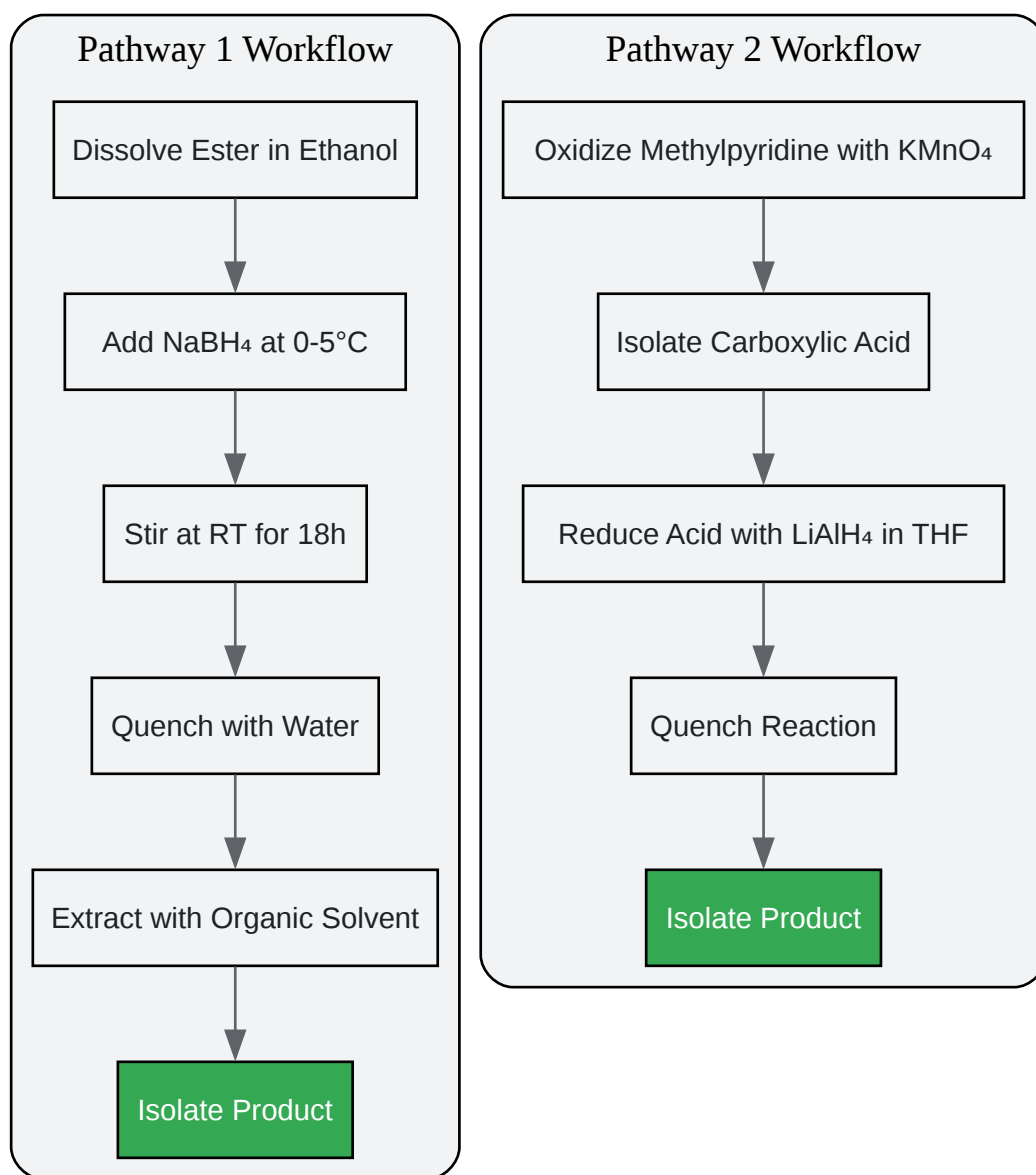 Pathway 1 Workflow
Dissolve Ester in Ethanol
Add NaBH₄ at 0-5°C
Stir at RT for 18h
Quench with Water
Extract with Organic Solvent
Isolate Product
Pathway 2 Workflow
Oxidize Methylpyridine with KMnO₄
Isolate Carboxylic Acid
Reduce Acid with LiAlH₄ in THF
Quench Reaction
Isolate Product